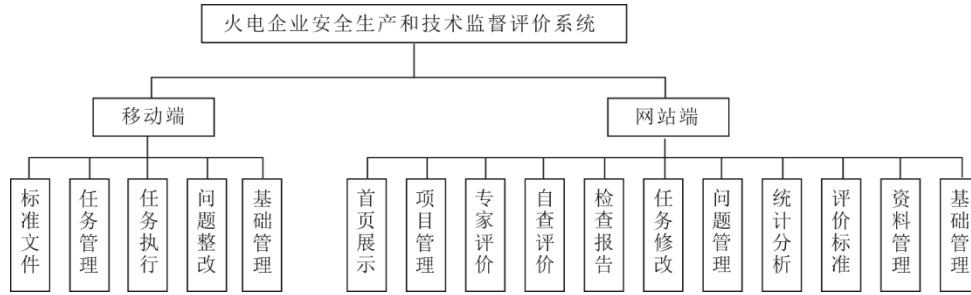 火电企业安全生产和技术监督评价系统
移动端
网站端
标准文件
任务管理
任务执行
问题整改
基础管理
首页展示
项目管理
专家评价
自查评价
检查报告
任务修改
问题管理
统计分析
评价标准
资料管理
基础管理